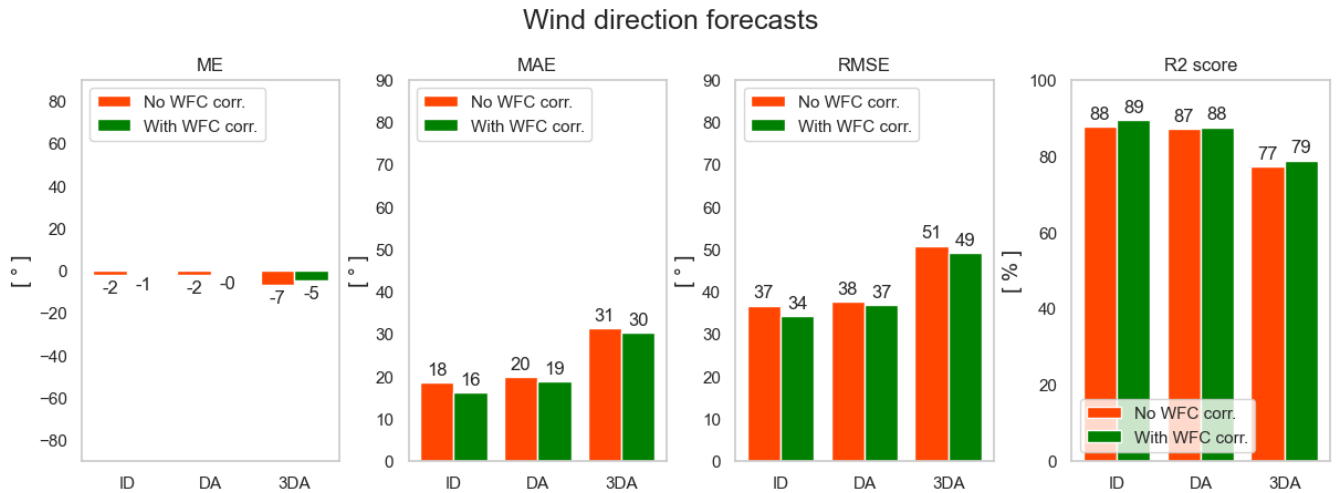 Wind direction forecasts
ME
[ ° ]
80
60
40
20
0
−20
−40
−60
−80
No WFC corr.
With WFC corr.
-2
-1
-2
-0
-7
-5
ID DA 3DA
MAE
[ ° ]
90
80
70
60
50
40
30
20
10
0
No WFC corr.
With WFC corr.
18
16
20
19
31
30
ID DA 3DA
RMSE
[ ° ]
90
80
70
60
50
40
30
20
10
0
No WFC corr.
With WFC corr.
37
34
38
37
51
49
ID DA 3DA
R2 score
[ % ]
100
80
60
40
20
0
88
89
87
88
77
79
No WFC corr.
With WFC corr.
ID DA 3DA